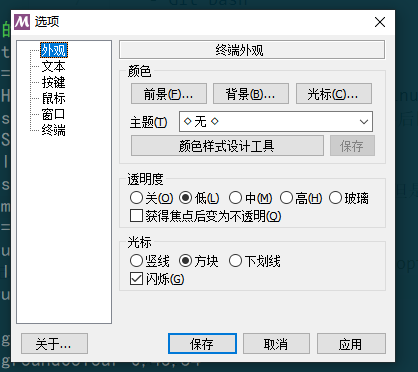 选项
外观
文本
按键
鼠标
窗口
终端
终端外观
颜色
前景(F)... 背景(B)... 光标(C)...
主题(T) ◇ 无 ◇
颜色样式设计工具 保存
透明度
关(O) 低(L) 中(M) 高(H) 玻璃
获得焦点后变为不透明(Q)
光标
竖线 方块 下划线
闪烁(G)
关于... 保存 取消 应用